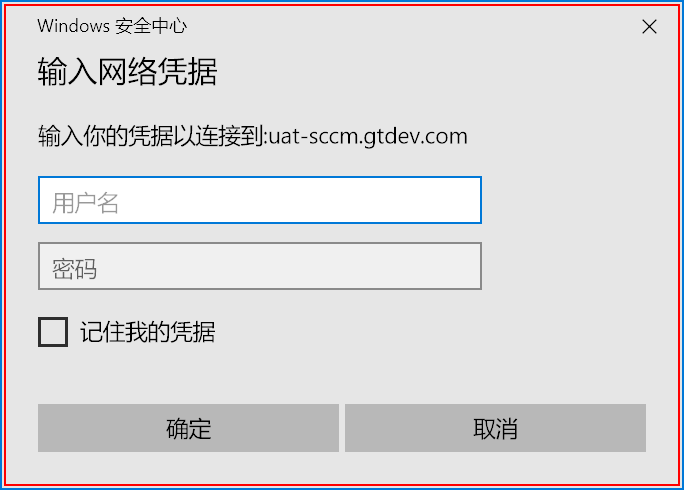 Windows 安全中心
输入网络凭据
输入你的凭据以连接到:uat-sccm.gtdev.com
用户名
密码
记住我的凭据
确定
取消